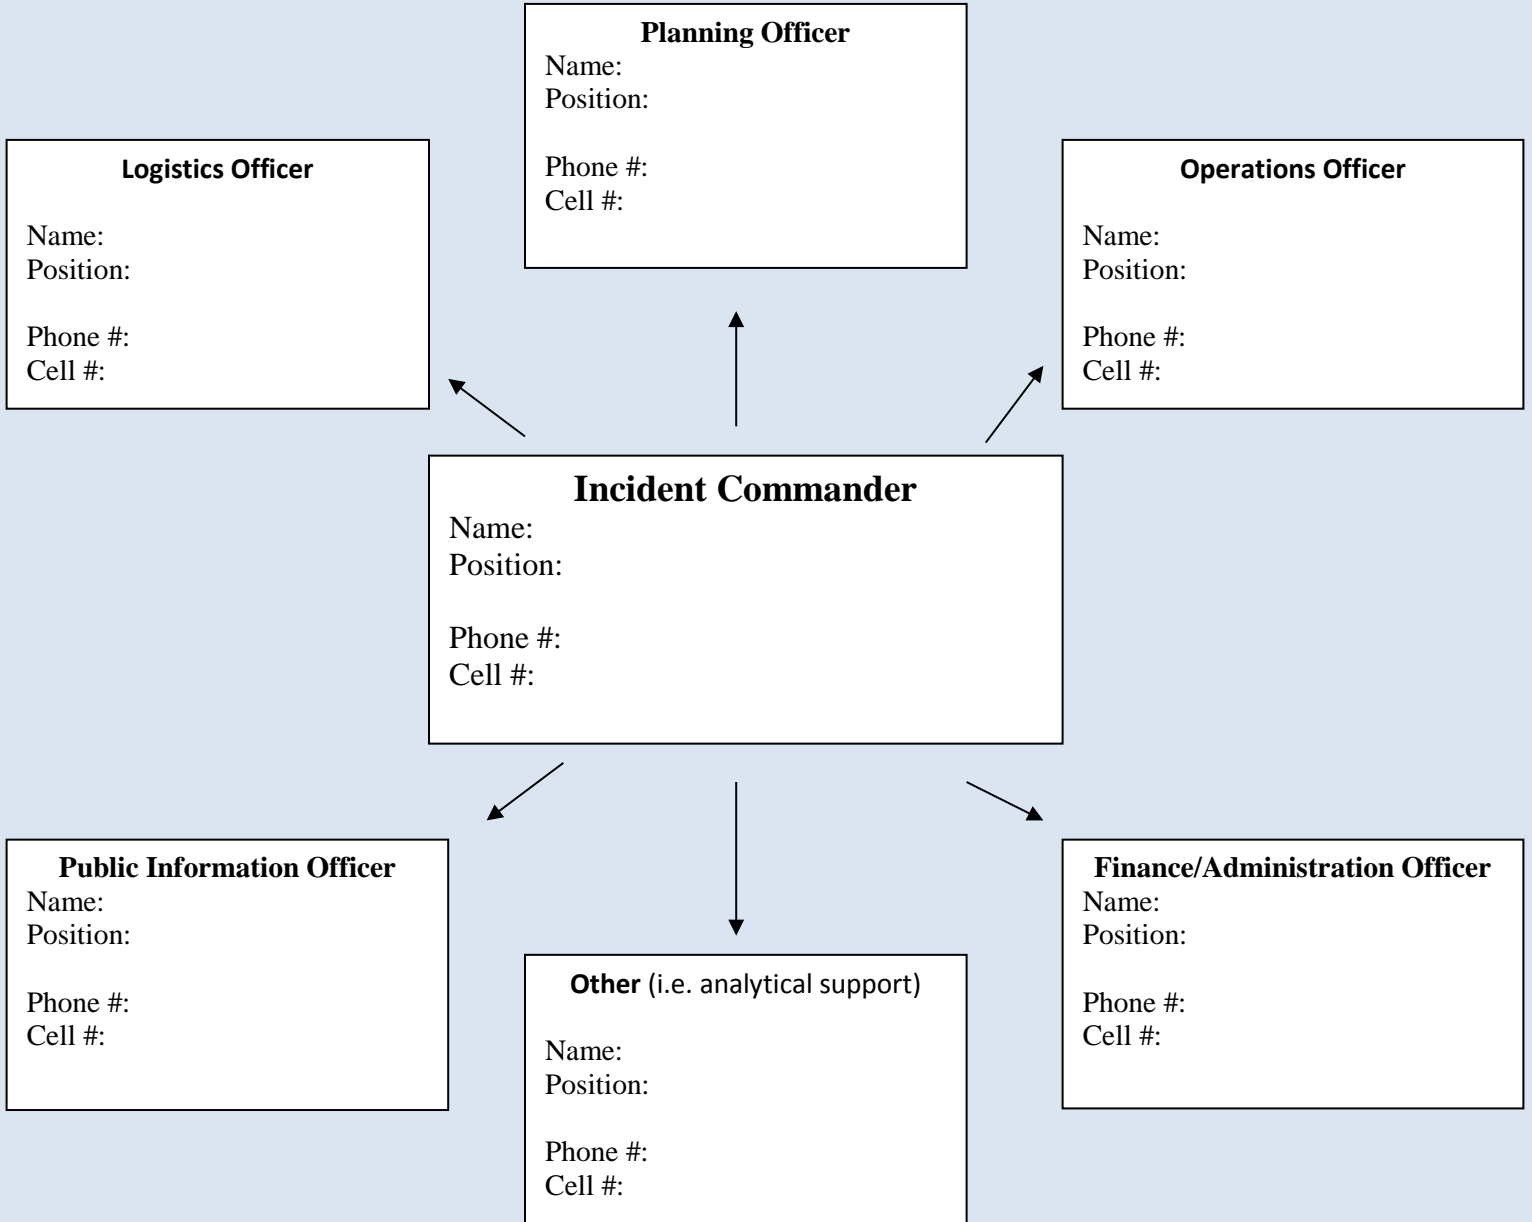 Planning Officer
Name:
Position:
Phone #:
Cell #:
Logistics Officer
Name:
Position:
Phone #:
Cell #:
Operations Officer
Name:
Position:
Phone #:
Cell #:
Incident Commander
Name:
Position:
Phone #:
Cell #:
Public Information Officer
Name:
Position:
Phone #:
Cell #:
Other (i.e. analytical support)
Name:
Position:
Phone #:
Cell #:
Finance/Administration Officer
Name:
Position:
Phone #:
Cell #: